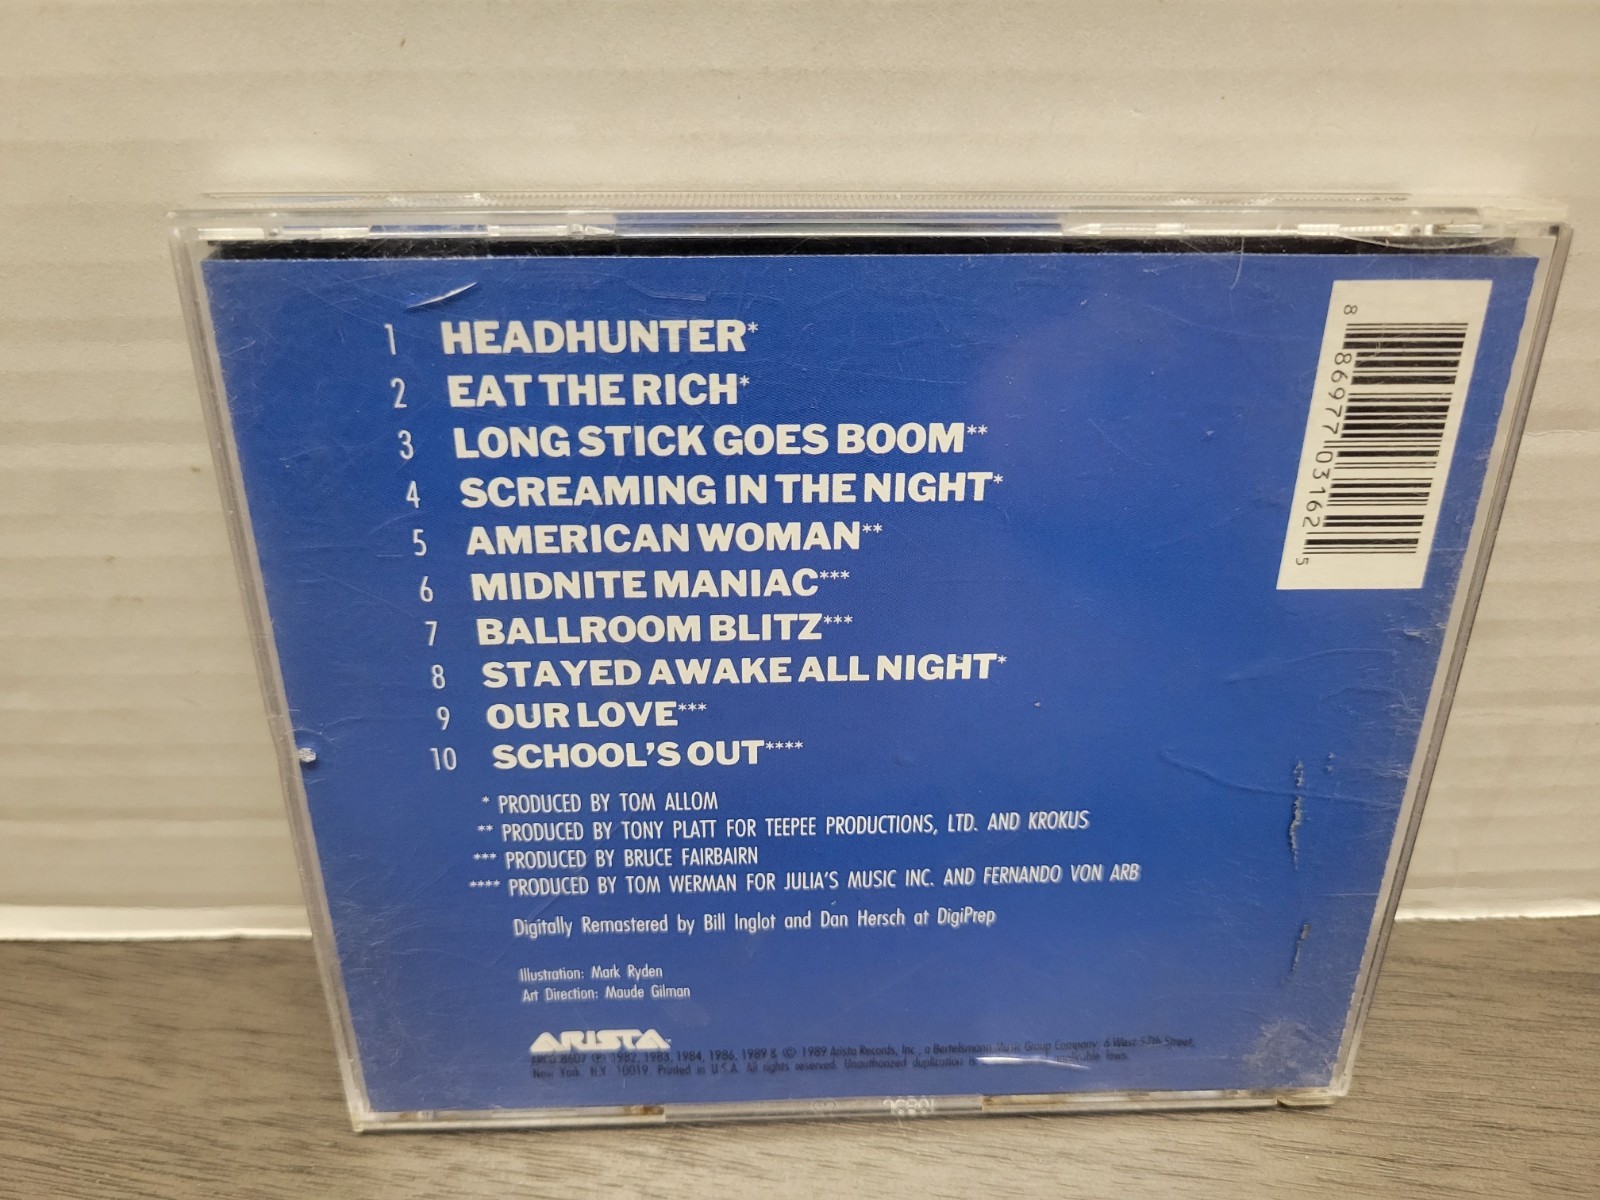 1 HEADHUNTER*
2 EAT THE RICH*
3 LONG STICK GOES BOOM**
4 SCREAMING IN THE NIGHT*
5 AMERICAN WOMAN**
6 MIDNITE MANIAC***
7 BALLROOM BLITZ***
8 STAYED AWAKE ALL NIGHT*
9 OUR LOVE***
10 SCHOOL'S OUT****
* PRODUCED BY TOM ALLOM
** PRODUCED BY TONY PLATT FOR TEEPEE PRODUCTIONS, LTD. AND KROKUS
*** PRODUCED BY BRUCE FAIRBAIRN
**** PRODUCED BY TOM WERMAN FOR JULIA'S MUSIC INC. AND FERNANDO VON ARB
Digitally Remastered by Bill Inglot and Dan Hersch at DigiPrep
Illustration: Mark Ryden
Art Direction: Maude Gilman
ARISTA
8607 ℗ 1982, 1983, 1984, 1986, 1989 & © 1989 Arista Records, Inc., a Bertelsmann Music Group Company. 6 West 57th Street,
New York, N.Y. 10019. Printed in U.S.A. All rights reserved. Unauthorized duplication is applicable laws.
8 86977 03162 5